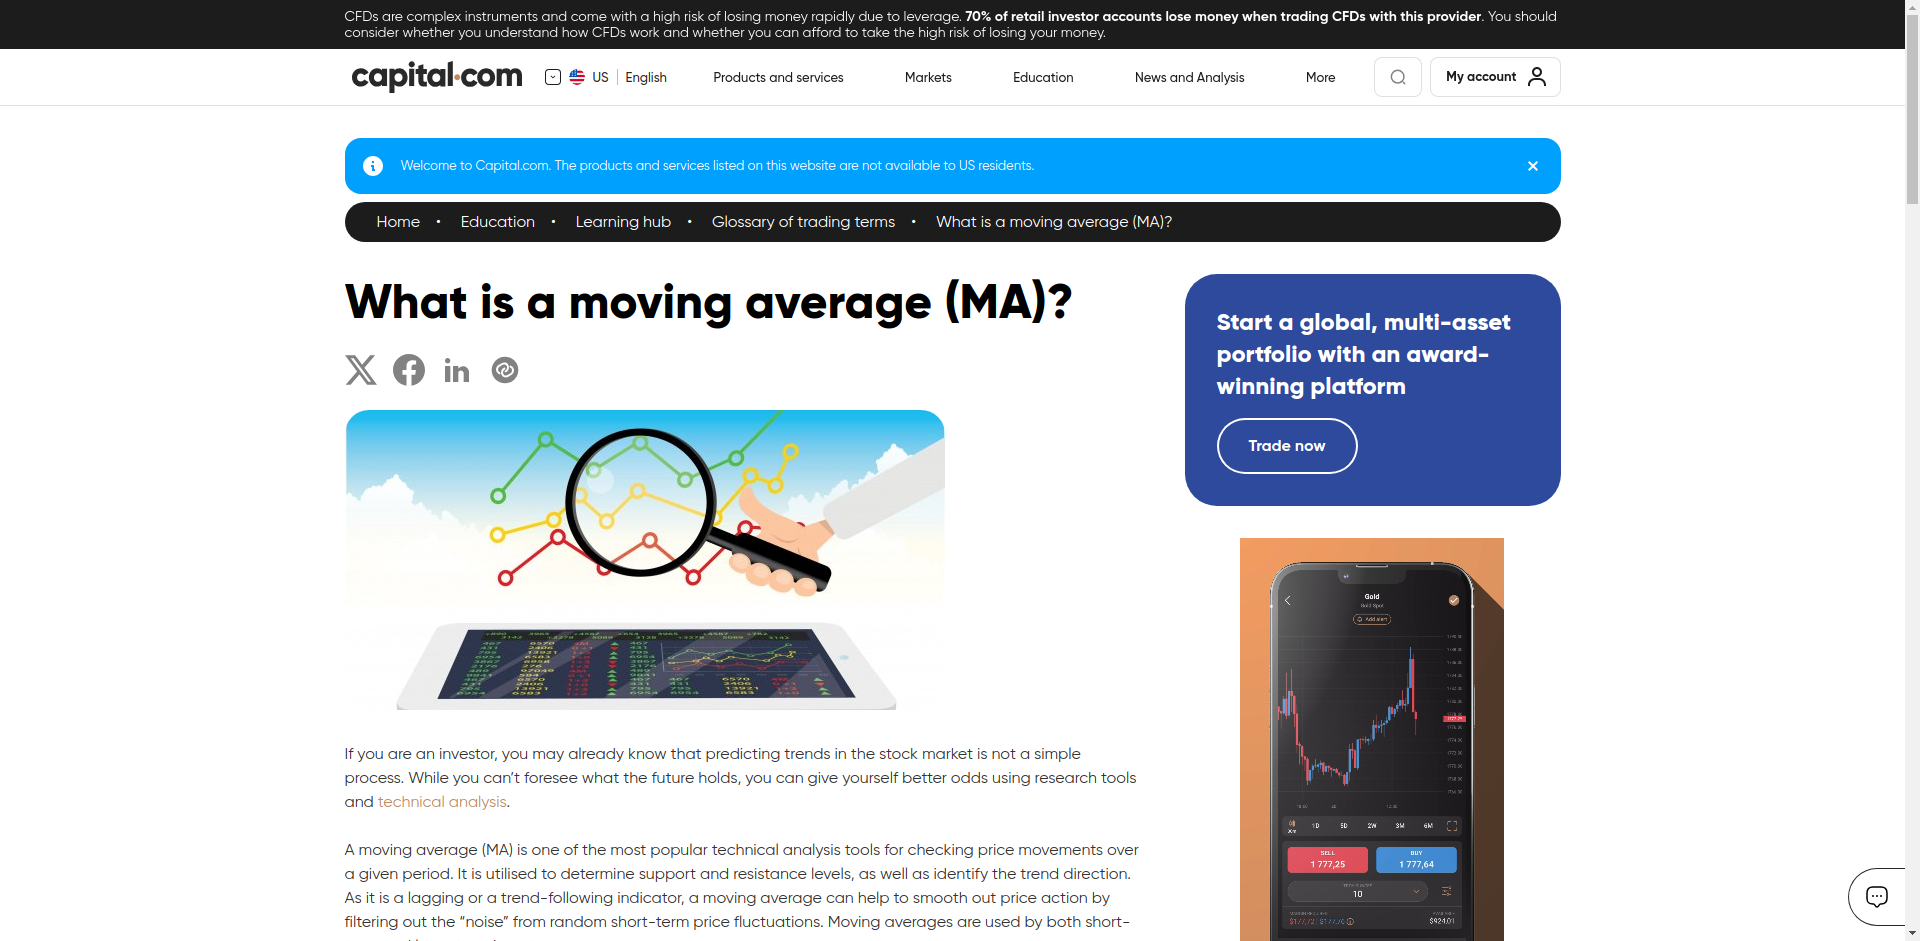 CFDs are complex instruments and come with a high risk of losing money rapidly due to leverage. 70% of retail investor accounts lose money when trading CFDs with this provider. You should
consider whether you understand how CFDs work and whether you can afford to take the high risk of losing your money.
capital.com
US
English
Products and services
Markets
Education
News and Analysis
More
My account
Welcome to Capital.com. The products and services listed on this website are not available to US residents.
Home • Education • Learning hub • Glossary of trading terms • What is a moving average (MA)?
What is a moving average (MA)?
Start a global, multi-asset
portfolio with an award-
winning platform
Trade now
If you are an investor, you may already know that predicting trends in the stock market is not a simple
process. While you can’t foresee what the future holds, you can give yourself better odds using research tools
and technical analysis.
A moving average (MA) is one of the most popular technical analysis tools for checking price movements over
a given period. It is utilised to determine support and resistance levels, as well as identify the trend direction.
As it is a lagging or a trend-following indicator, a moving average can help to smooth out price action by
filtering out the “noise” from random short-term price fluctuations. Moving averages are used by both short-
Gold
Gold Spot
Add alert
1D 5D 2W 3M 6M
SELL
1 777,25
BUY
1 777,64
10
$924,01